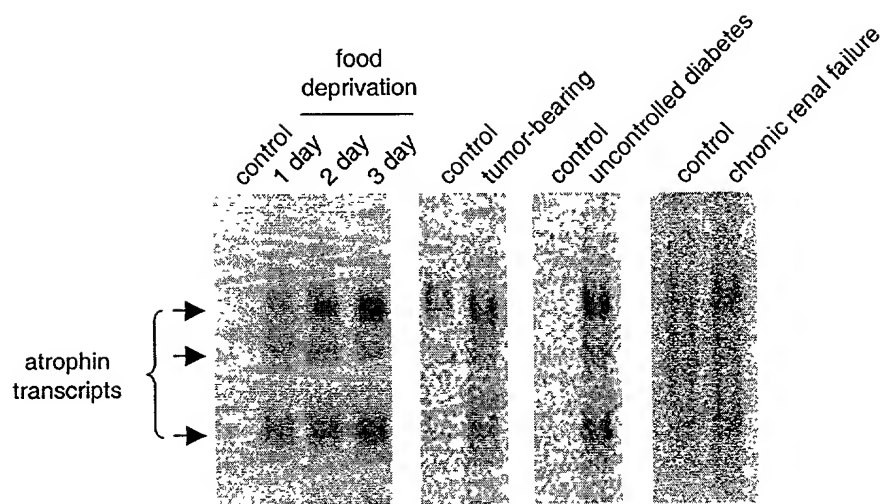 food
deprivation
control
1 day
2 day
3 day
control
tumor-bearing
control
uncontrolled diabetes
control
chronic renal failure
atrophin
transcripts